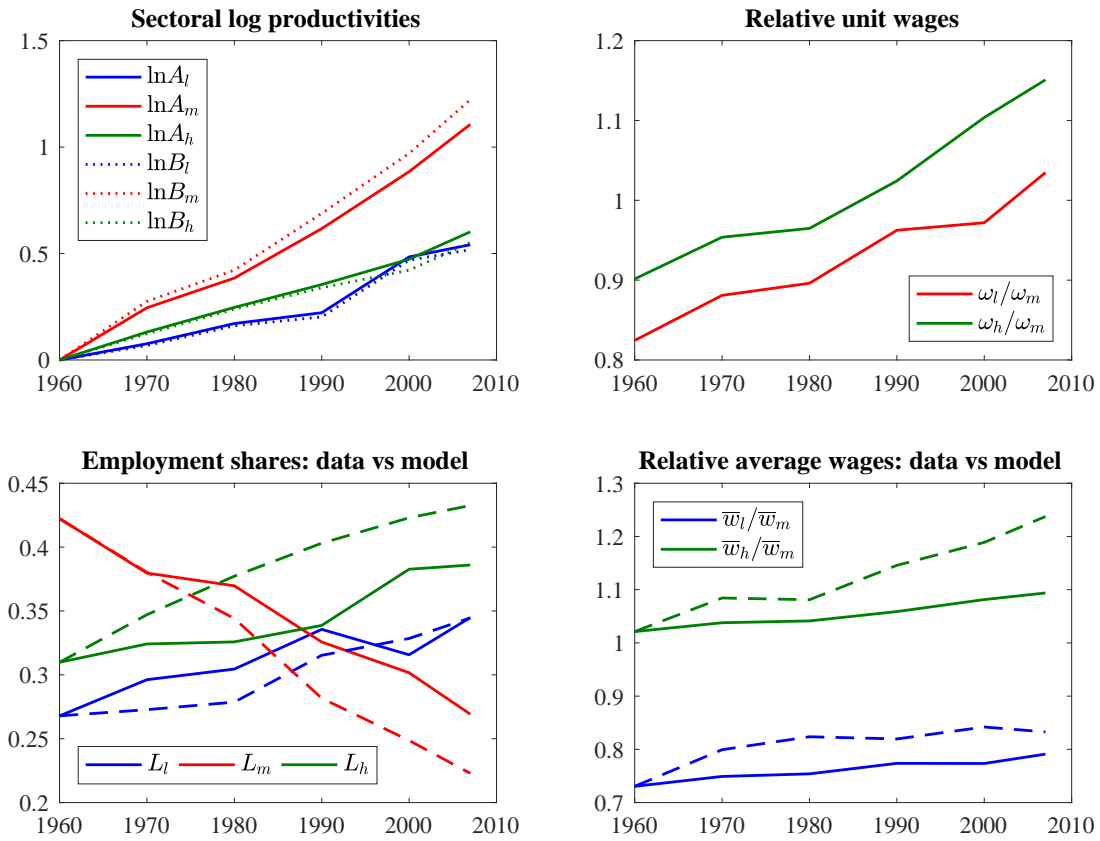 Sectoral log productivities
1.5
1
0.5
0
lnA_l
lnA_m
lnA_h
lnB_l
lnB_m
lnB_h
1960 1970 1980 1990 2000 2010
Relative unit wages
1.2
1.1
1
0.9
0.8
ω_l/ω_m
ω_h/ω_m
1960 1970 1980 1990 2000 2010
Employment shares: data vs model
0.45
0.4
0.35
0.3
0.25
0.2
L_l L_m L_h
1960 1970 1980 1990 2000 2010
Relative average wages: data vs model
1.3
1.2
1.1
1
0.9
0.8
0.7
w̅_l/w̅_m
w̅_h/w̅_m
1960 1970 1980 1990 2000 2010